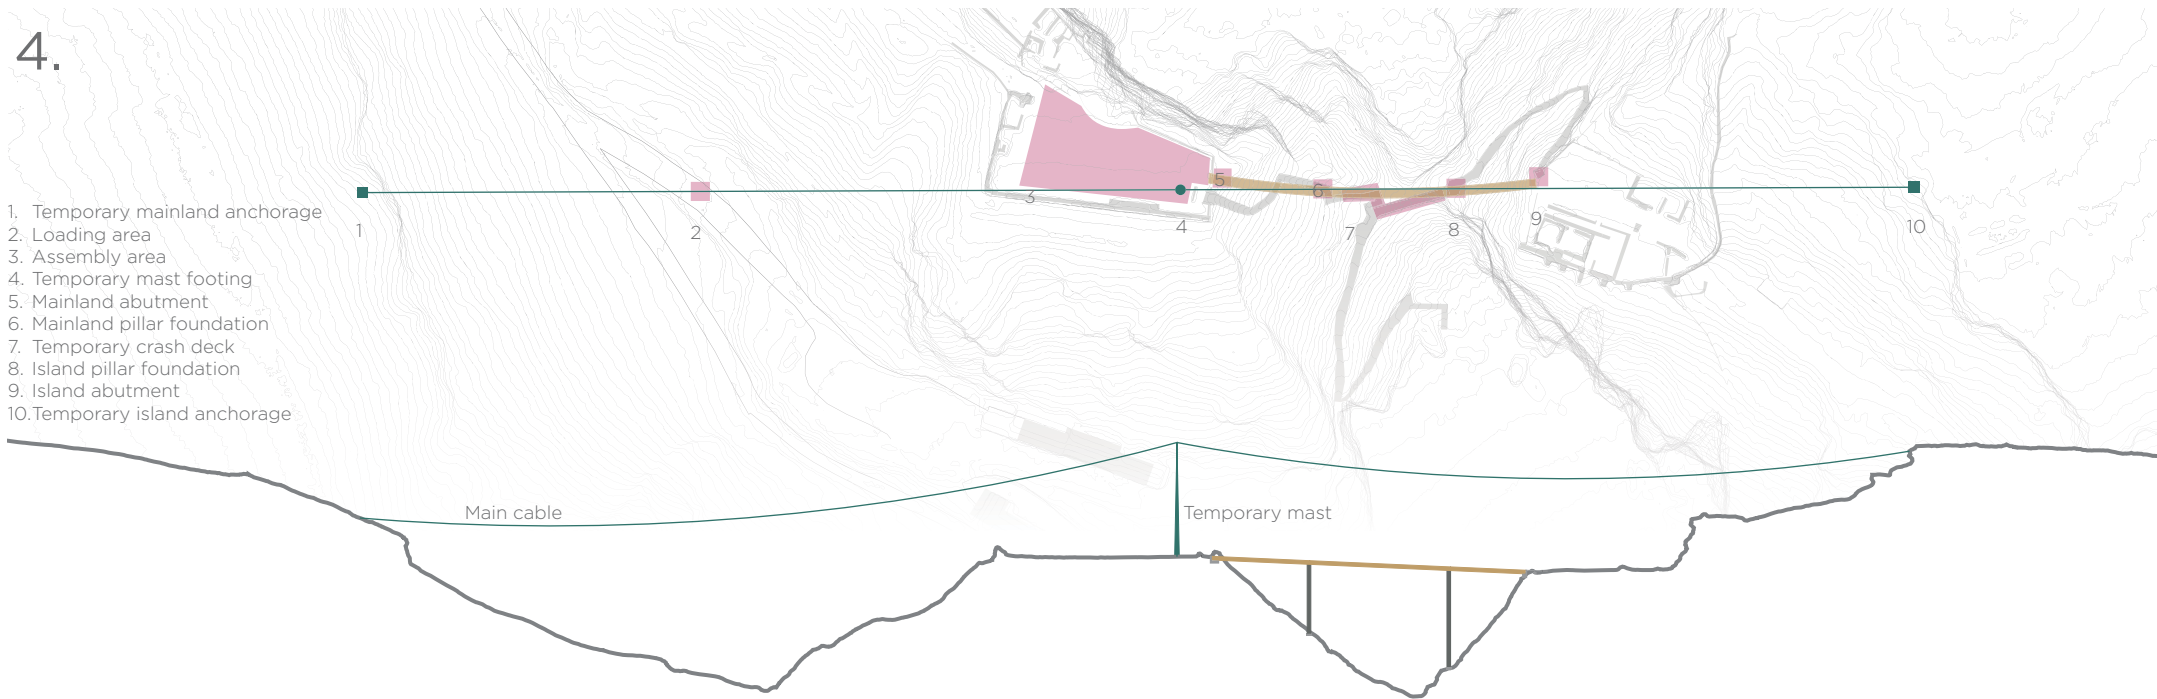 4.
1. Temporary mainland anchorage
2. Loading area
3. Assembly area
4. Temporary mast footing
5. Mainland abutment
6. Mainland pillar foundation
7. Temporary crash deck
8. Island pillar foundation
9. Island abutment
10.Temporary island anchorage
1
2
3
4
5
6
7
8
9
10
Main cable
Temporary mast